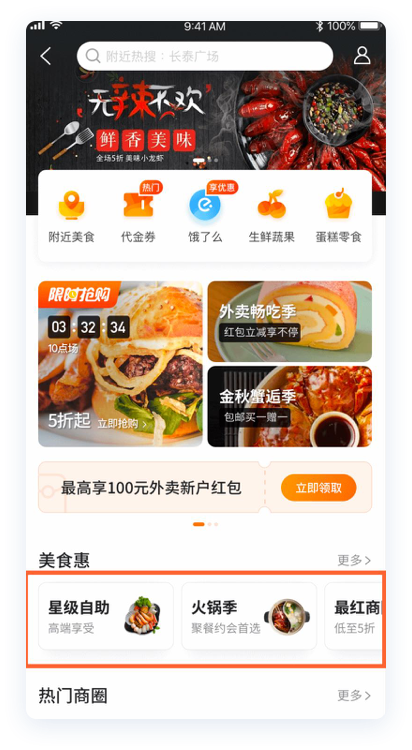 9:41 AM 100%
附近热搜：长泰广场
无辣不欢
鲜香美味
全场5折 美味小龙虾
热门
享优惠
附近美食 代金券 饿了么 生鲜蔬果 蛋糕零食
限时抢购
03 : 32 : 34
10点场
5折起 立即抢购 >
外卖畅吃季
红包立减享不停
金秋蟹逅季
包邮买一赠一
最高享100元外卖新户红包 立即领取
美食惠 更多 >
星级自助 火锅季 最红商
高端享受 聚餐约会首选 低至5折
热门商圈 更多 >